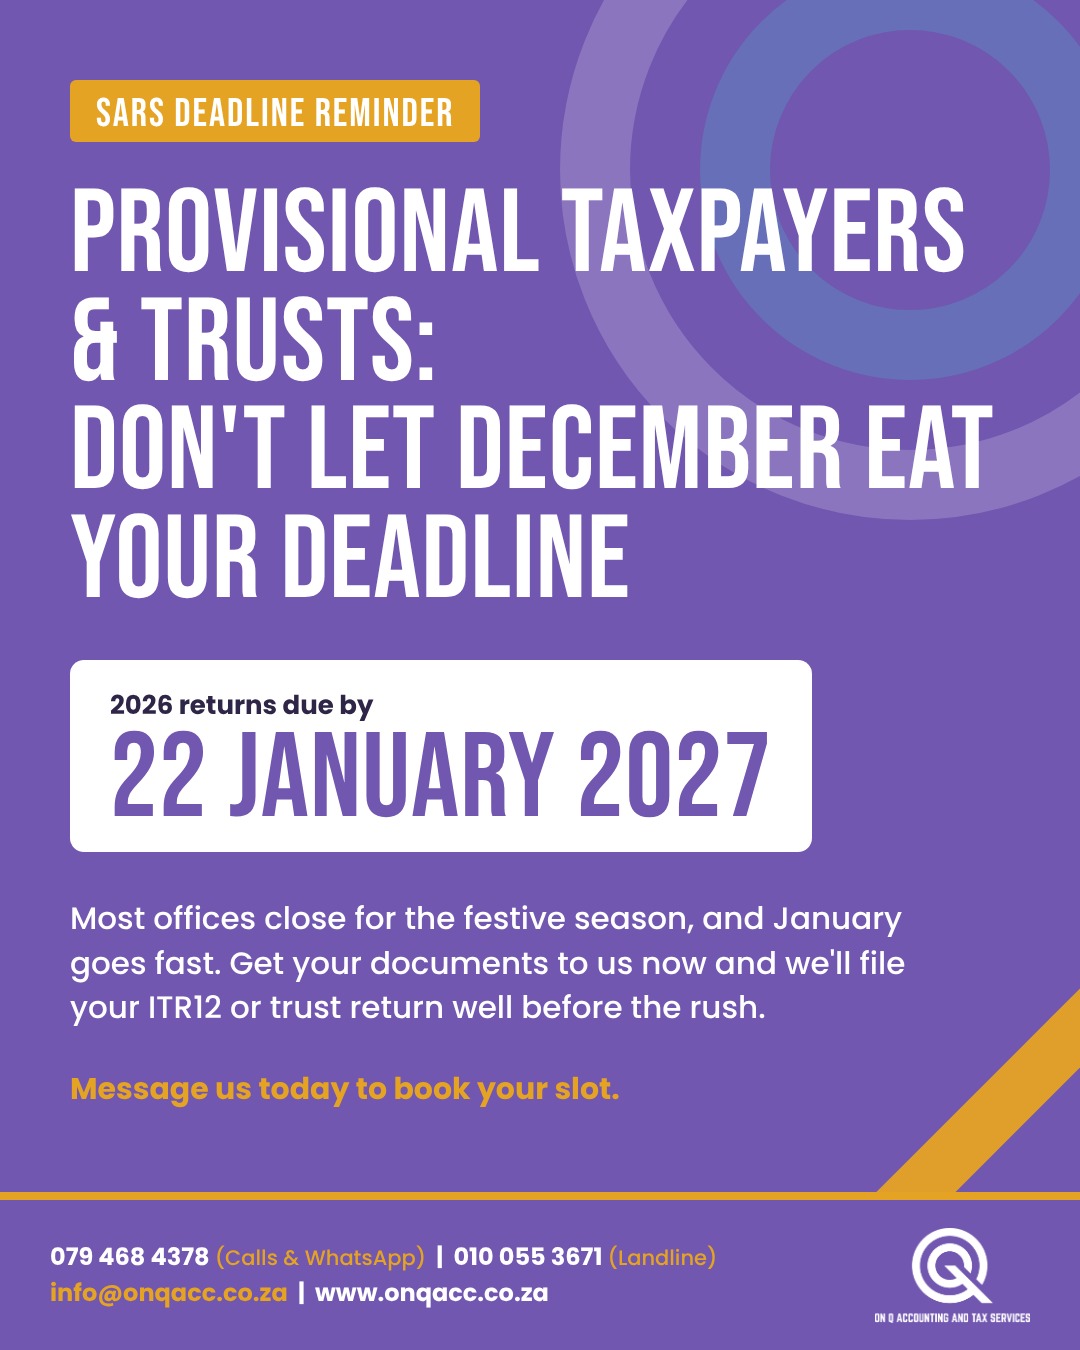 SARS DEADLINE REMINDER
PROVISIONAL TAXPAYERS
& TRUSTS:
DON'T LET DECEMBER EAT
YOUR DEADLINE
2026 returns due by
22 JANUARY 2027
Most offices close for the festive season, and January
goes fast. Get your documents to us now and we'll file
your ITR12 or trust return well before the rush.
Message us today to book your slot.
079 468 4378 (Calls & WhatsApp) | 010 055 3671 (Landline)
info@onqacc.co.za | www.onqacc.co.za
ON Q ACCOUNTING AND TAX SERVICES